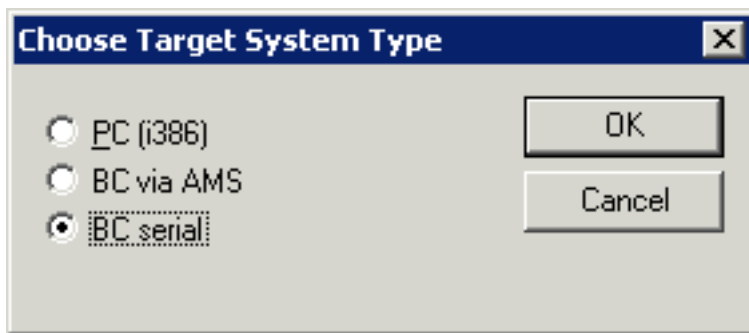 Choose Target System Type
PC (i386)
BC via AMS
BC serial
OK
Cancel